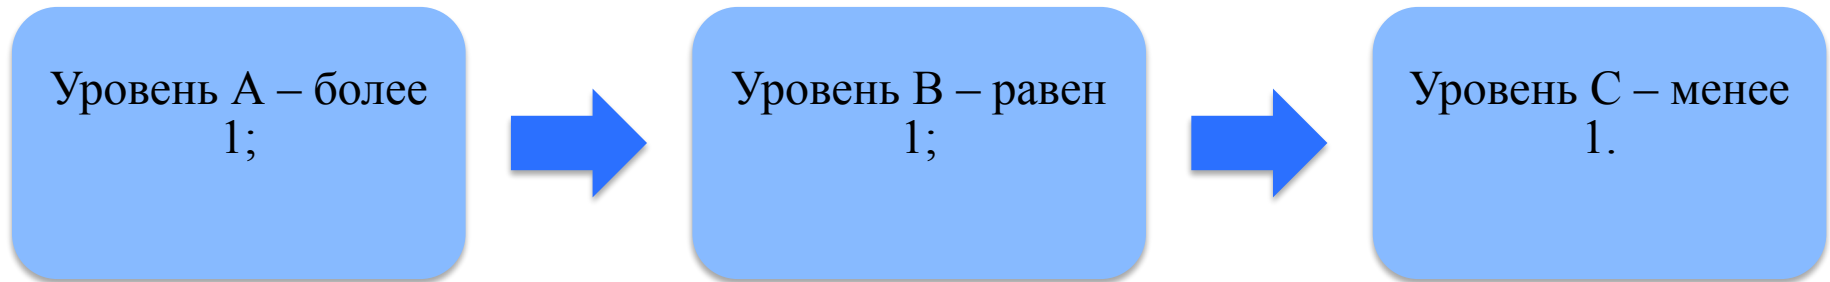 Уровень А – более
1;
Уровень В – равен
1;
Уровень С – менее
1.